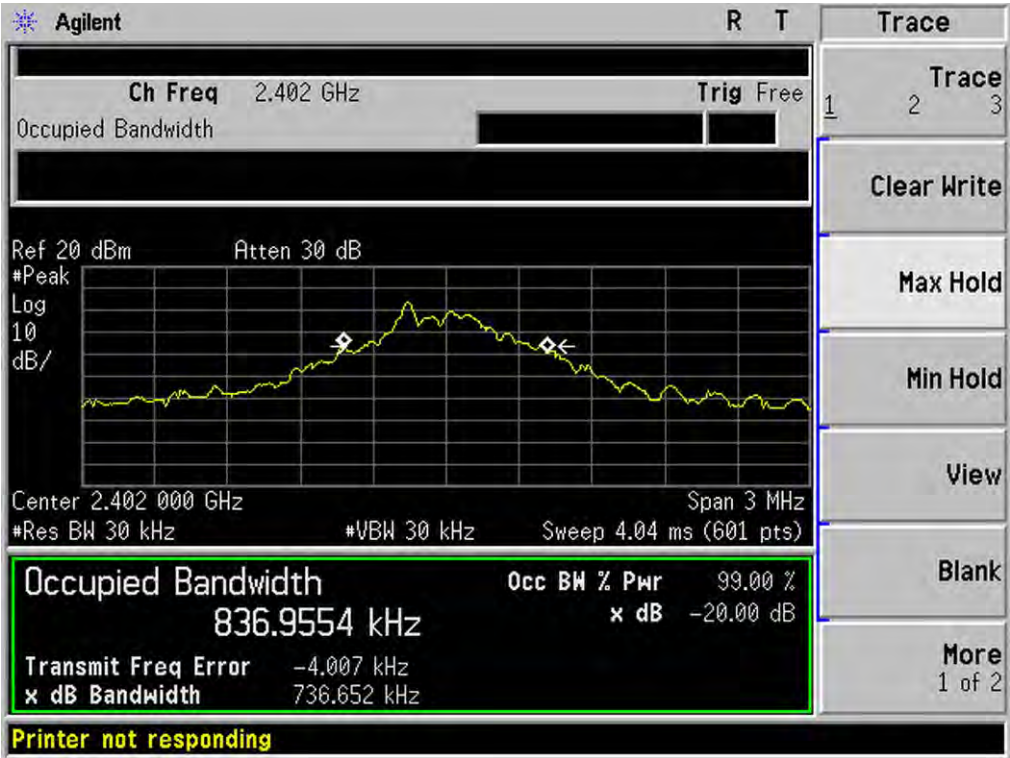 Agilent R T Trace
Ch Freq 2.402 GHz Trig Free
Occupied Bandwidth
Trace
1 2 3
Clear Write
Max Hold
Min Hold
View
Blank
More
1 of 2
Ref 20 dBm Atten 30 dB
#Peak
Log
10
dB/
Center 2.402 000 GHz Span 3 MHz
#Res BW 30 kHz #VBW 30 kHz Sweep 4.04 ms (601 pts)
Occupied Bandwidth Occ BW % Pwr 99.00 %
836.9554 kHz x dB -20.00 dB
Transmit Freq Error -4.007 kHz
x dB Bandwidth 736.652 kHz
Printer not responding